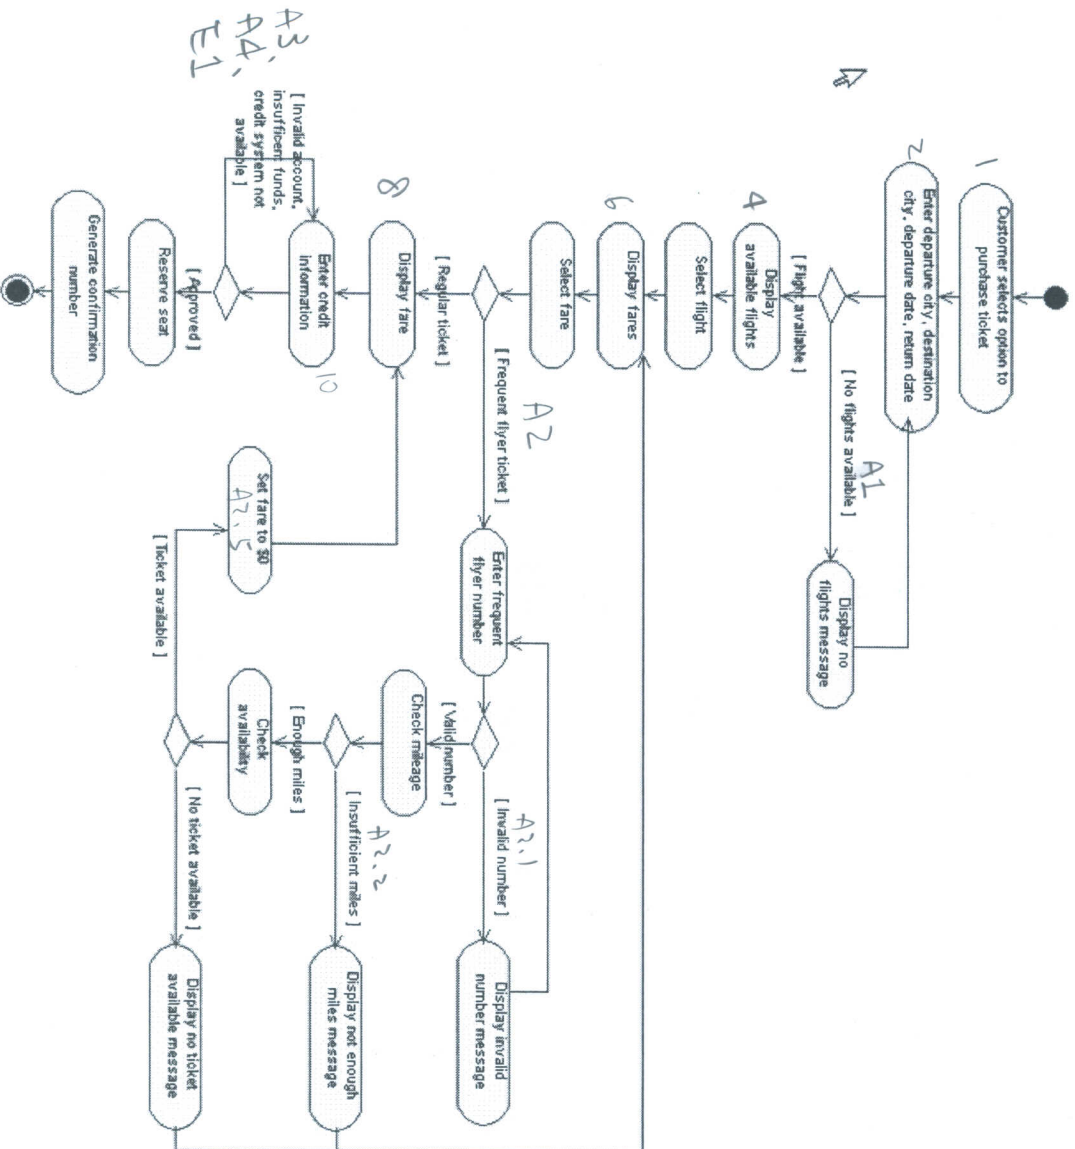 1
Customer selects option to
purchase ticket
2
Enter departure city, destination
city, departure date, return date
A1
[ No flights available ]
Display no
flights message
[ Flight available ]
4
Display
available flights
Select flight
6
Display fares
Select fare
A2
[ Frequent flyer ticket ]
Enter frequent
flyer number
A2.1
[ Invalid number ]
Display invalid
number message
[ Regular ticket ]
[ Valid number ]
8
Display fare
Check mileage
A2.2
[ Insufficient miles ]
Display not enough
miles message
10
Enter credit
information
[ Enough miles ]
A3,
A4,
E1
[ Invalid account,
insufficent funds,
credit system not
available ]
Set fare to $0
A2.5
Check
availability
[ Approved ]
[ Ticket available ]
[ No ticket available ]
Display no ticket
available message
Reserve seat
Generate confirmation
number